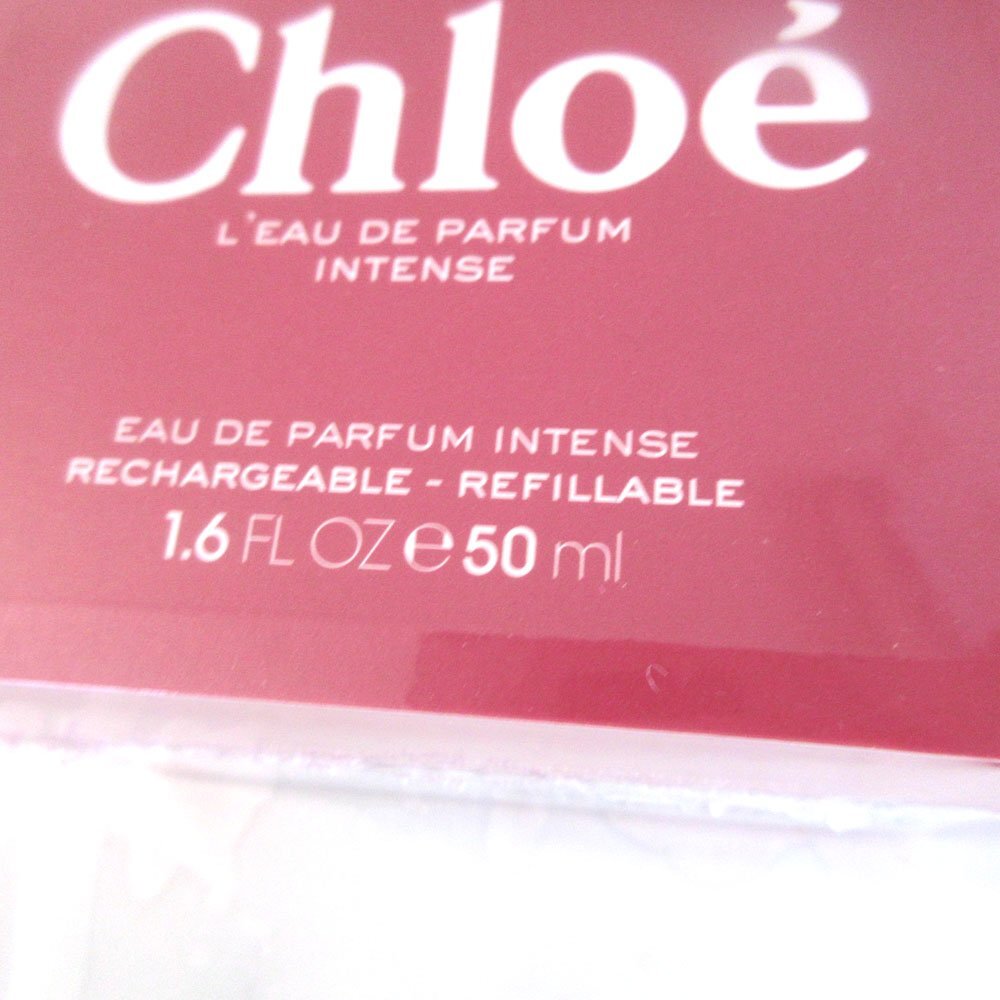 Chloé
L'EAU DE PARFUM
INTENSE
EAU DE PARFUM INTENSE
RECHARGEABLE - REFILLABLE
1.6 FL OZ ℮ 50 ml